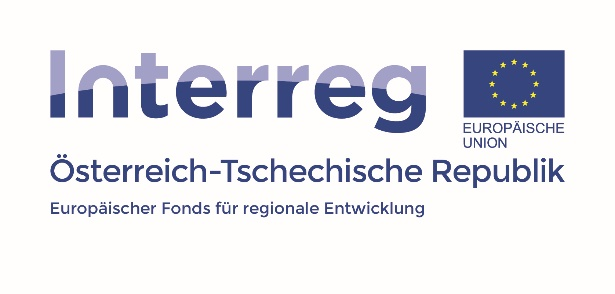 Interreg
EUROPÄISCHE
UNION
Österreich-Tschechische Republik
Europäischer Fonds für regionale Entwicklung